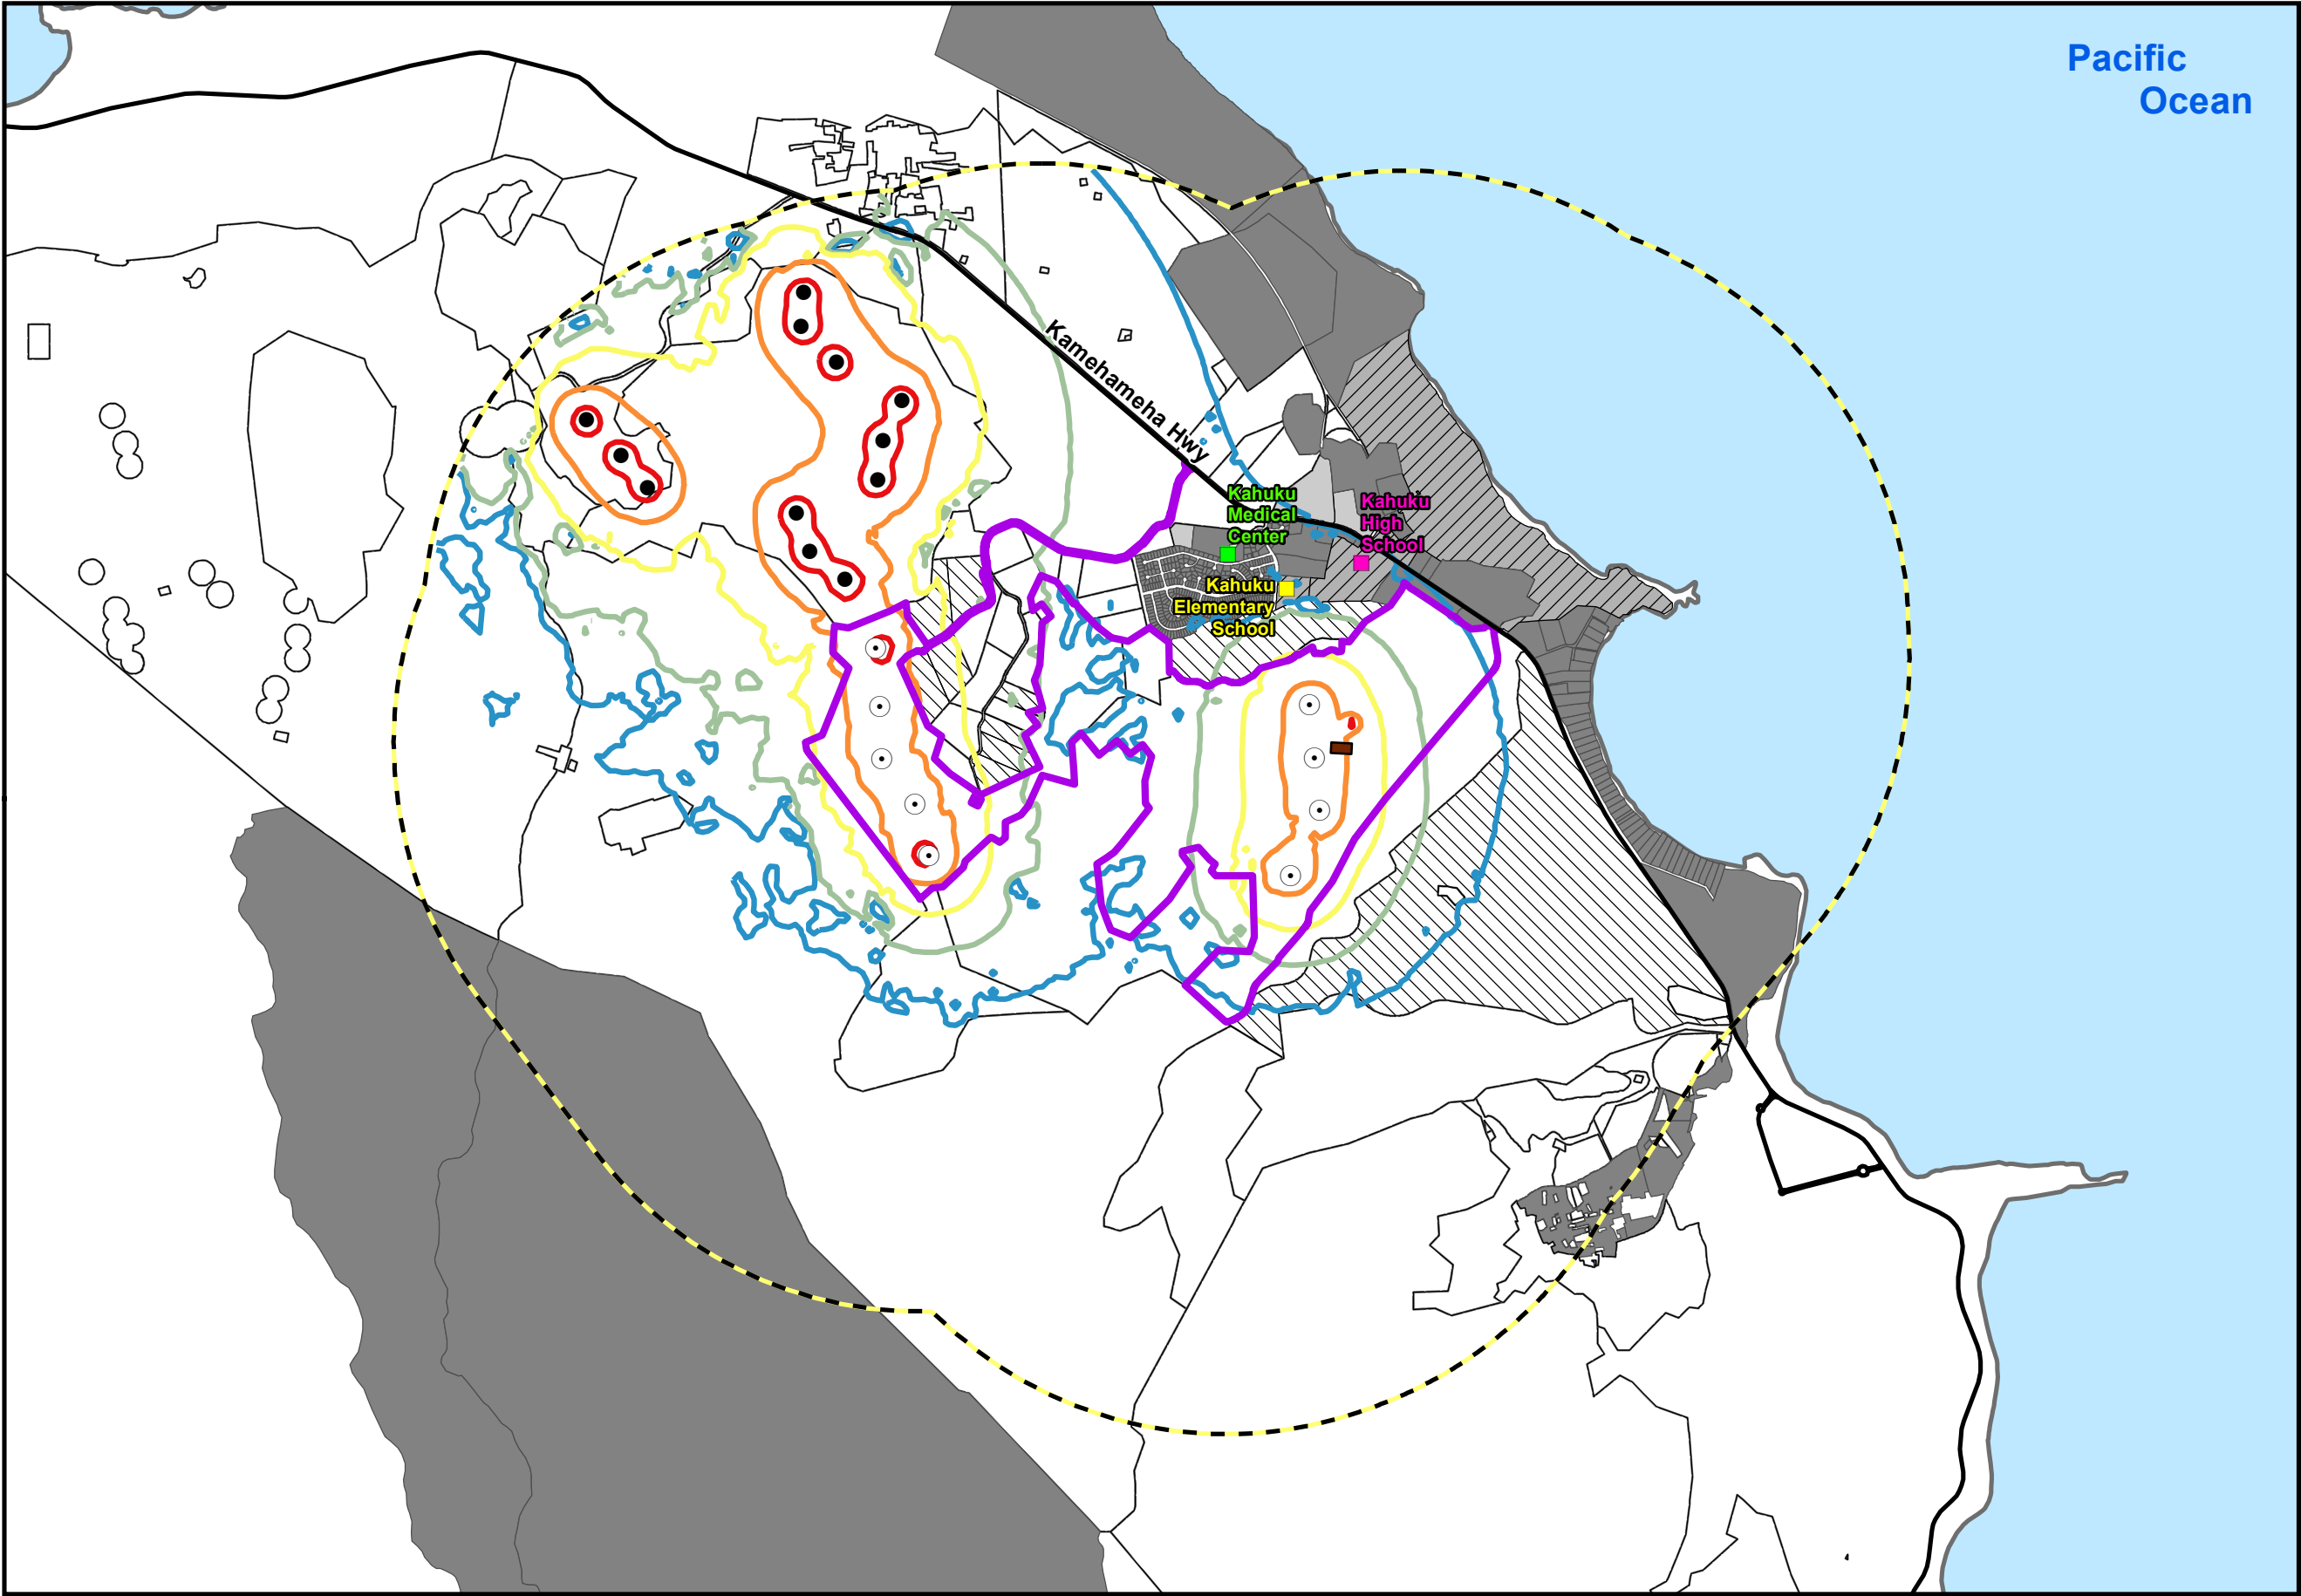 Pacific
Ocean
Kamehameha Hwy
Kahuku
Medical
Center
Kahuku
High
School
Kahuku
Elementary
School